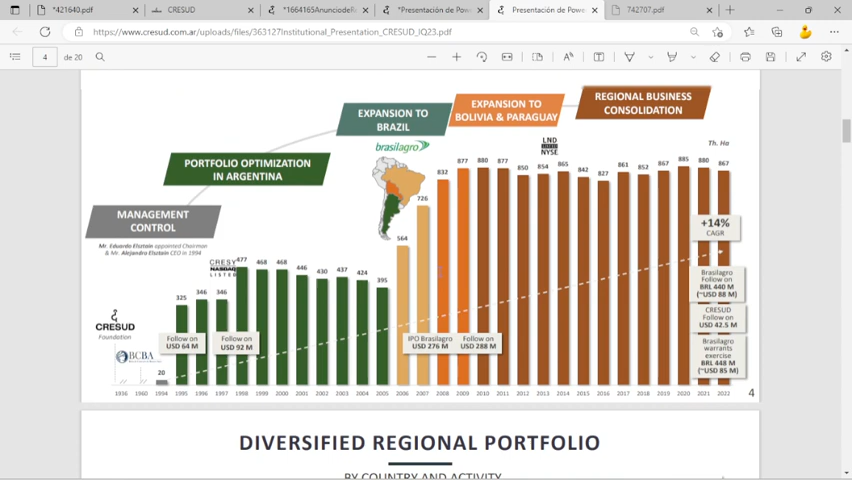 *421640.pdf
CRESUD
*1664165AnunciodeRe
*Presentación de Powe
Presentación de Power
742707.pdf
https://www.cresud.com.ar/uploads/files/363127Institutional_Presentation_CRESUD_IQ23.pdf
4 de 20
REGIONAL BUSINESS
CONSOLIDATION
EXPANSION TO
BOLIVIA & PARAGUAY
EXPANSION TO
BRAZIL
brasilagro
PORTFOLIO OPTIMIZATION
IN ARGENTINA
MANAGEMENT
CONTROL
Mr. Eduardo Elsztain appointed Chairman
& Mr. Alejandro Elsztain CEO in 1994
LND
LISTED
NYSE
Th. Ha
CRESY
NASDAQ
LISTED
20 325 346 346 477 468 468 446 430 437 424 395 564 726 832 877 880 877 850 854 865 842 827 861 852 867 885 880 867
+14%
CAGR
Brasilagro
Follow on
BRL 440 M
(~USD 88 M)
CRESUD
Follow on
USD 42.5 M
Brasilagro
warrants
exercise
BRL 448 M
(~USD 85 M)
CRESUD
Foundation
BCBA
Follow on
USD 64 M
Follow on
USD 92 M
IPO Brasilagro
USD 276 M
Follow on
USD 288 M
1936 1960 1994 1995 1996 1997 1998 1999 2000 2001 2002 2003 2004 2005 2006 2007 2008 2009 2010 2011 2012 2013 2014 2015 2016 2017 2018 2019 2020 2021 2022
4
DIVERSIFIED REGIONAL PORTFOLIO
BY COUNTRY AND ACTIVITY